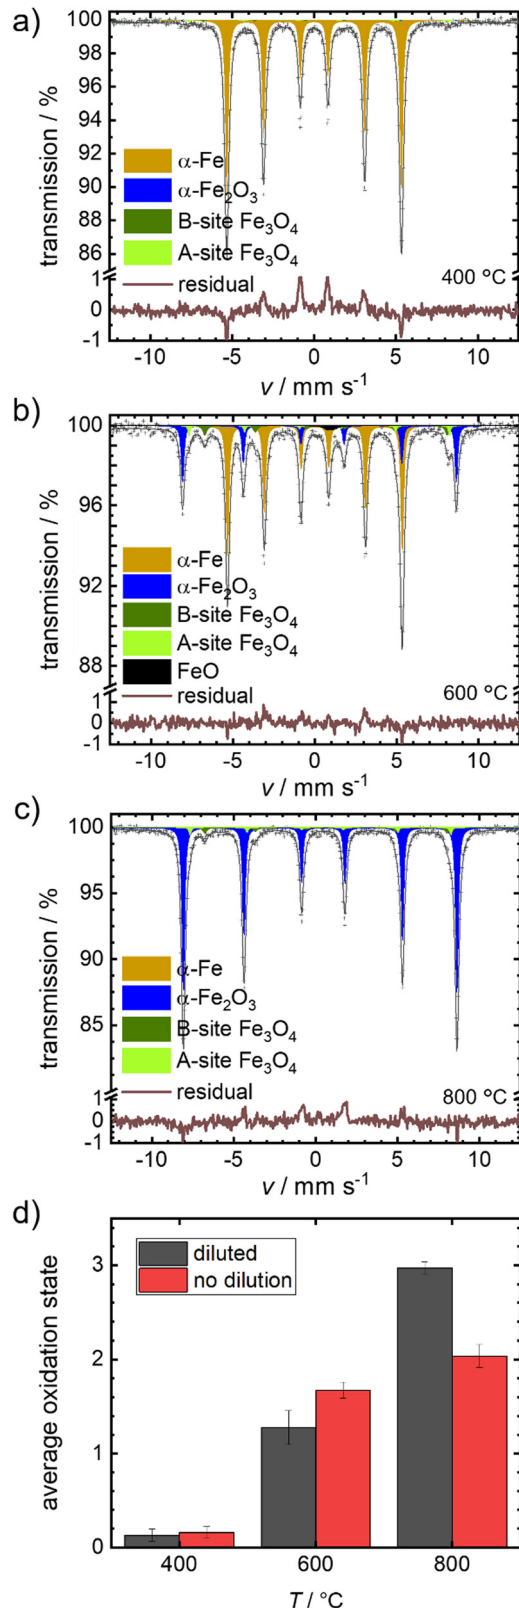 a)
100
98
96
94
92
90
88
86
transmission / %
α-Fe
α-Fe2O3
B-site Fe3O4
A-site Fe3O4
residual
400 °C
1
0
-1
-10 -5 0 5 10
v / mm s-1
b)
100
96
92
88
transmission / %
α-Fe
α-Fe2O3
B-site Fe3O4
A-site Fe3O4
FeO
residual
600 °C
1
0
-1
-10 -5 0 5 10
v / mm s-1
c)
100
95
90
85
transmission / %
α-Fe
α-Fe2O3
B-site Fe3O4
A-site Fe3O4
residual
800 °C
1
0
-1
-10 -5 0 5 10
v / mm s-1
d)
diluted
no dilution
3
2
1
0
average oxidation state
400 600 800
T / °C